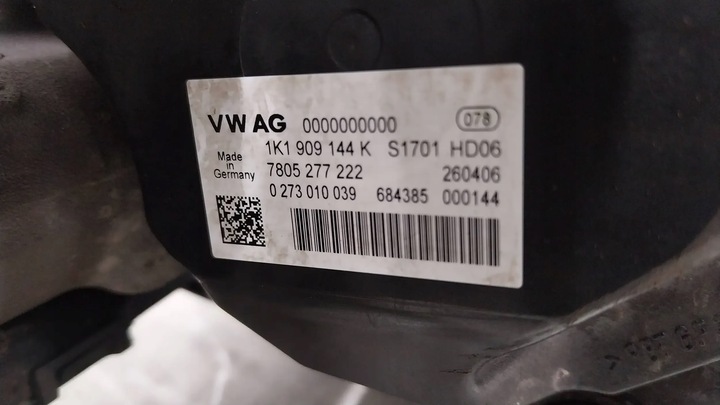 VW AG 0000000000 078
1K1 909 144 K S1701 HD06
Made in Germany
7805 277 222 260406
0 273 010 039 684385 000144